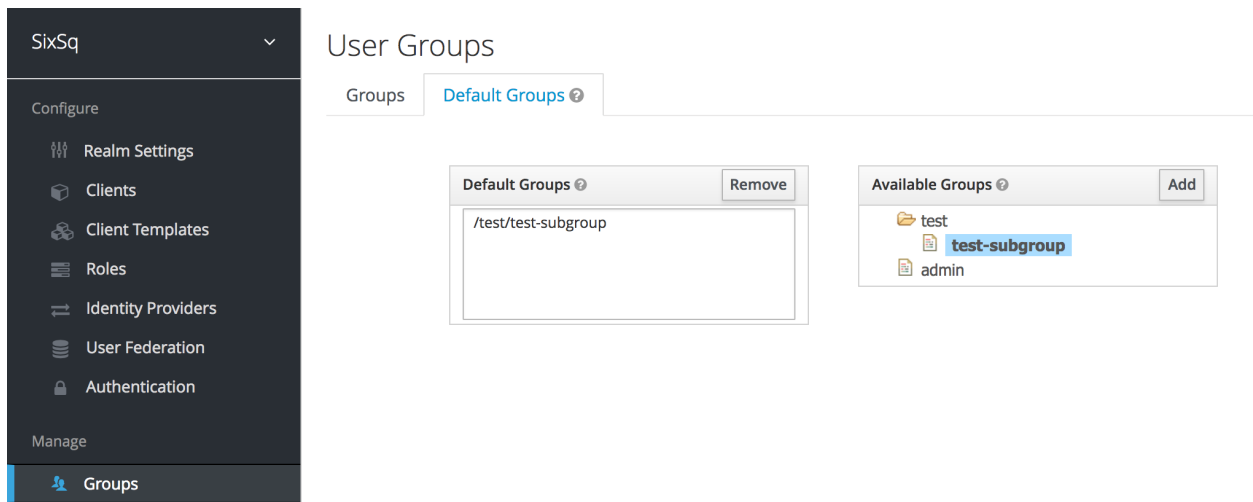 SixSq
Configure
Realm Settings
Clients
Client Templates
Roles
Identity Providers
User Federation
Authentication
Manage
Groups
User Groups
Groups
Default Groups
Default Groups
Remove
/test/test-subgroup
Available Groups
Add
test
test-subgroup
admin